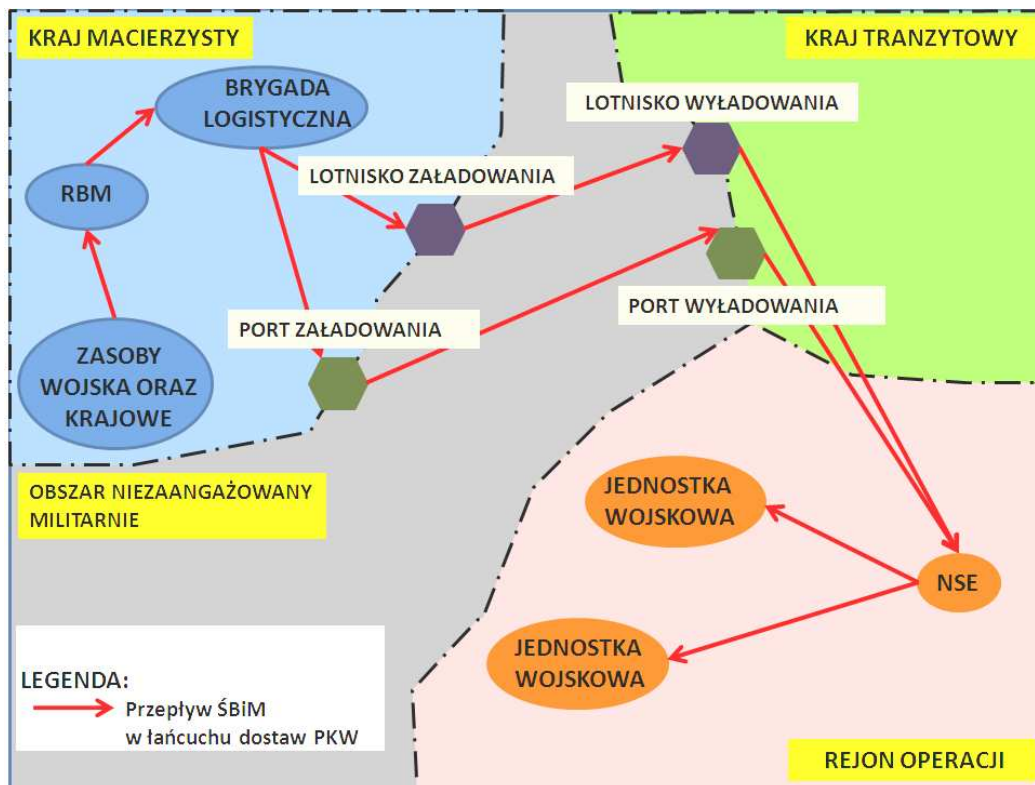 KRAJ MACIERZYSTY
KRAJ TRANZYTOWY
BRYGADA
LOGISTYCZNA
LOTNISKO WYŁADOWANIA
LOTNISKO ZAŁADOWANIA
RBM
PORT WYŁADOWANIA
PORT ZAŁADOWANIA
ZASOBY
WOJSKA ORAZ
KRAJOWE
OBSZAR NIEZAANGAŻOWANY
MILITARNIE
JEDNOSTKA
WOJSKOWA
NSE
JEDNOSTKA
WOJSKOWA
LEGENDA:
Przepływ ŚBiM
w łańcuchu dostaw PKW
REJON OPERACJI